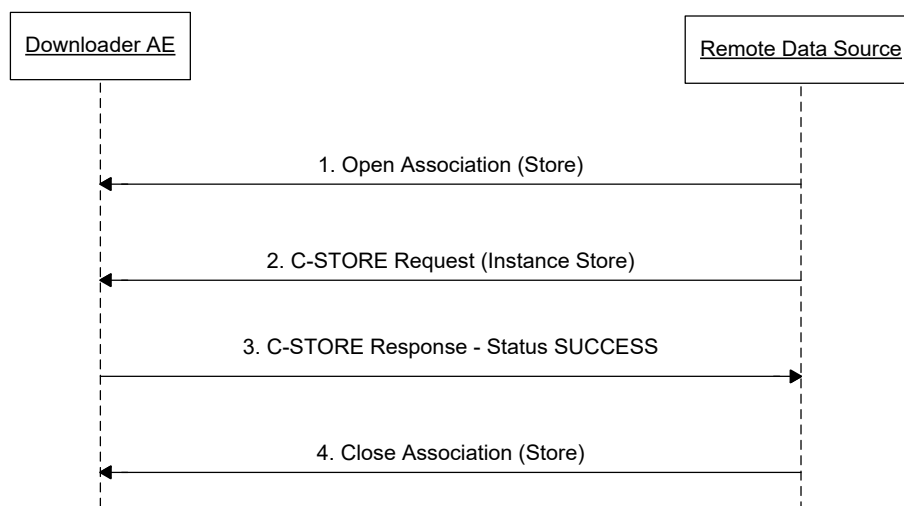 Downloader AE
Remote Data Source
1. Open Association (Store)
2. C-STORE Request (Instance Store)
3. C-STORE Response - Status SUCCESS
4. Close Association (Store)